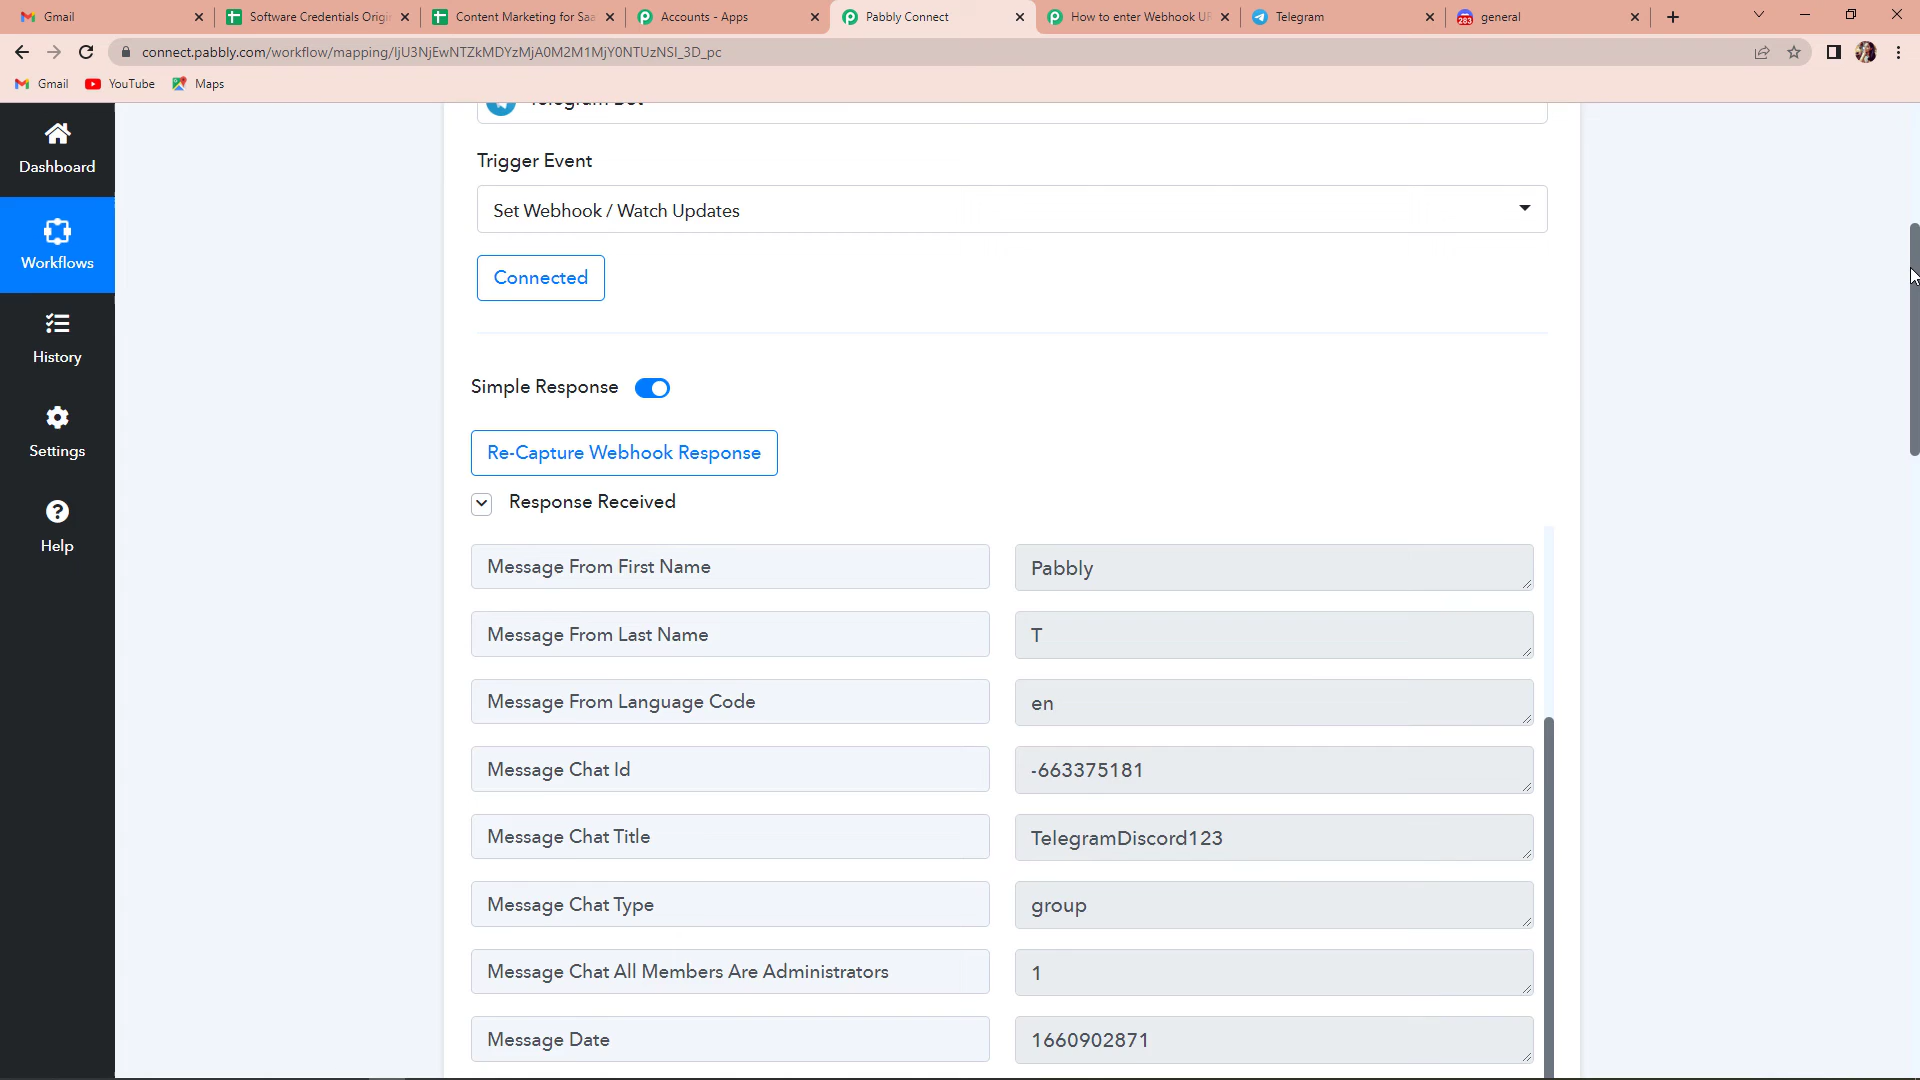 Gmail
Software Credentials Origi
Content Marketing for Saa
Accounts - Apps
Pabbly Connect
How to enter Webhook UR
Telegram
283
general
connect.pabbly.com/workflow/mapping/IjU3NjEwNTZkMDYzMjA0M2M1MjY0NTUzNSI_3D_pc
Gmail
YouTube
Maps
Dashboard
Workflows
History
Settings
Help
Trigger Event
Set Webhook / Watch Updates
Connected
Simple Response
Re-Capture Webhook Response
Response Received
Message From First Name
Pabbly
Message From Last Name
T
Message From Language Code
en
Message Chat Id
-663375181
Message Chat Title
TelegramDiscord123
Message Chat Type
group
Message Chat All Members Are Administrators
1
Message Date
1660902871